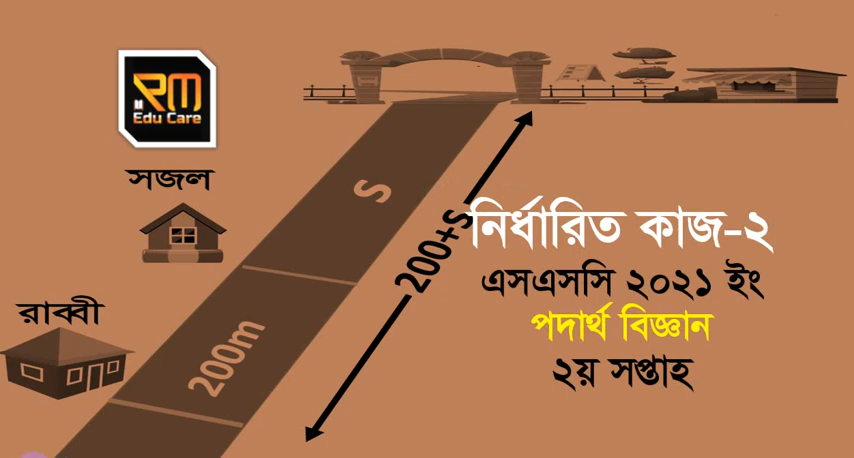 RM
Edu Care
সজল
রাব্বী
S
200m
200+S
নির্ধারিত কাজ-২
এসএসসি ২০২১ ইং
পদার্থ বিজ্ঞান
২য় সপ্তাহ